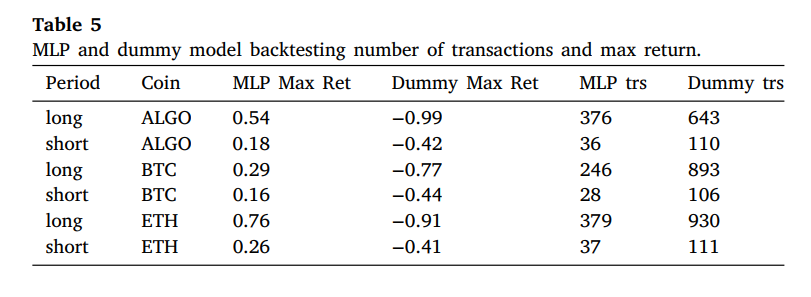 Table 5
MLP and dummy model backtesting number of transactions and max return.
Period Coin MLP Max Ret Dummy Max Ret MLP trs Dummy trs
long ALGO 0.54 −0.99 376 643
short ALGO 0.18 −0.42 36 110
long BTC 0.29 −0.77 246 893
short BTC 0.16 −0.44 28 106
long ETH 0.76 −0.91 379 930
short ETH 0.26 −0.41 37 111